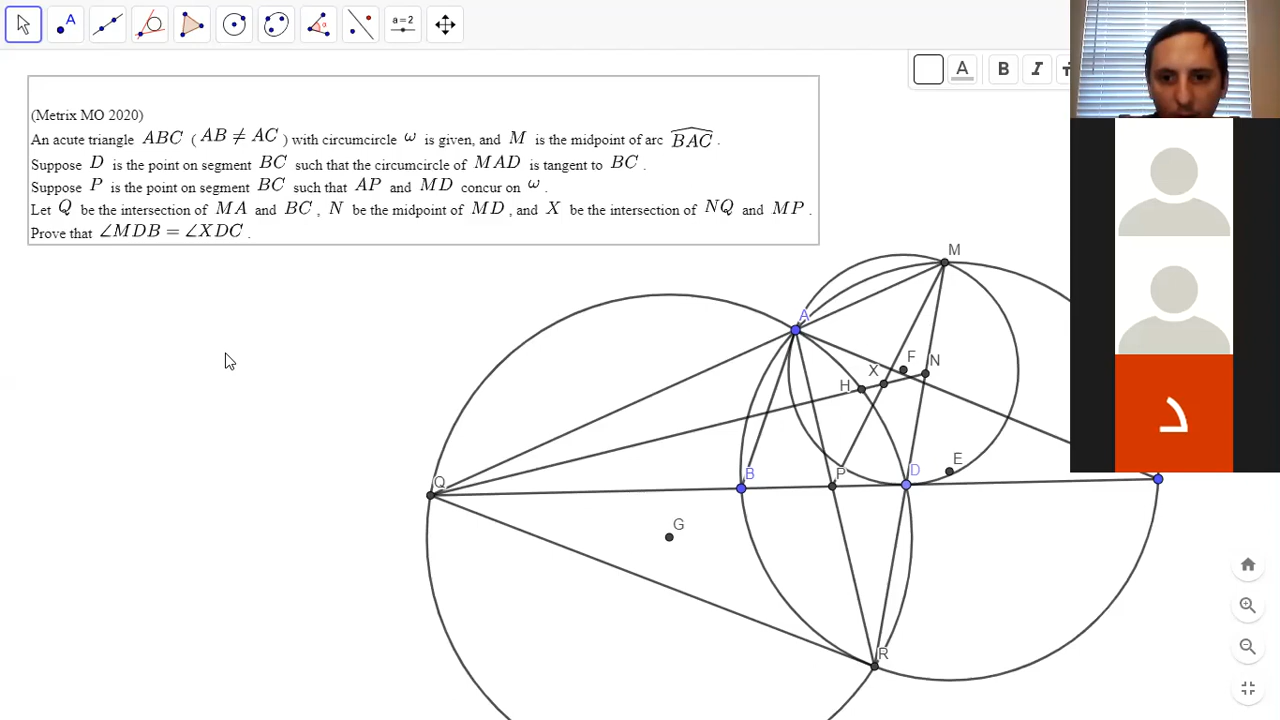 A
a=2
A B I T
(Metrix MO 2020)
An acute triangle ABC ( AB ≠ AC ) with circumcircle ω is given, and M is the midpoint of arc BAC .
Suppose D is the point on segment BC such that the circumcircle of MAD is tangent to BC .
Suppose P is the point on segment BC such that AP and MD concur on ω .
Let Q be the intersection of MA and BC , N be the midpoint of MD , and X be the intersection of NQ and MP .
Prove that ∠MDB = ∠XDC .
M
A
F
N
X
H
E
P
D
B
Q
G
R
د